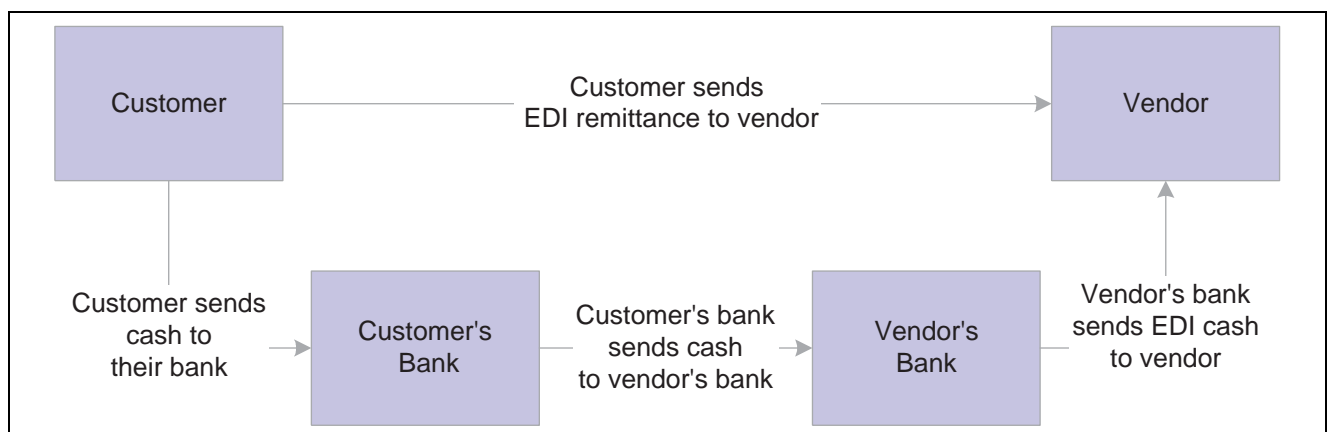 Customer
Customer sends
EDI remittance to vendor
Vendor
Customer sends
cash to
their bank
Customer's
Bank
Customer's bank
sends cash
to vendor's bank
Vendor's
Bank
Vendor's bank
sends EDI cash
to vendor